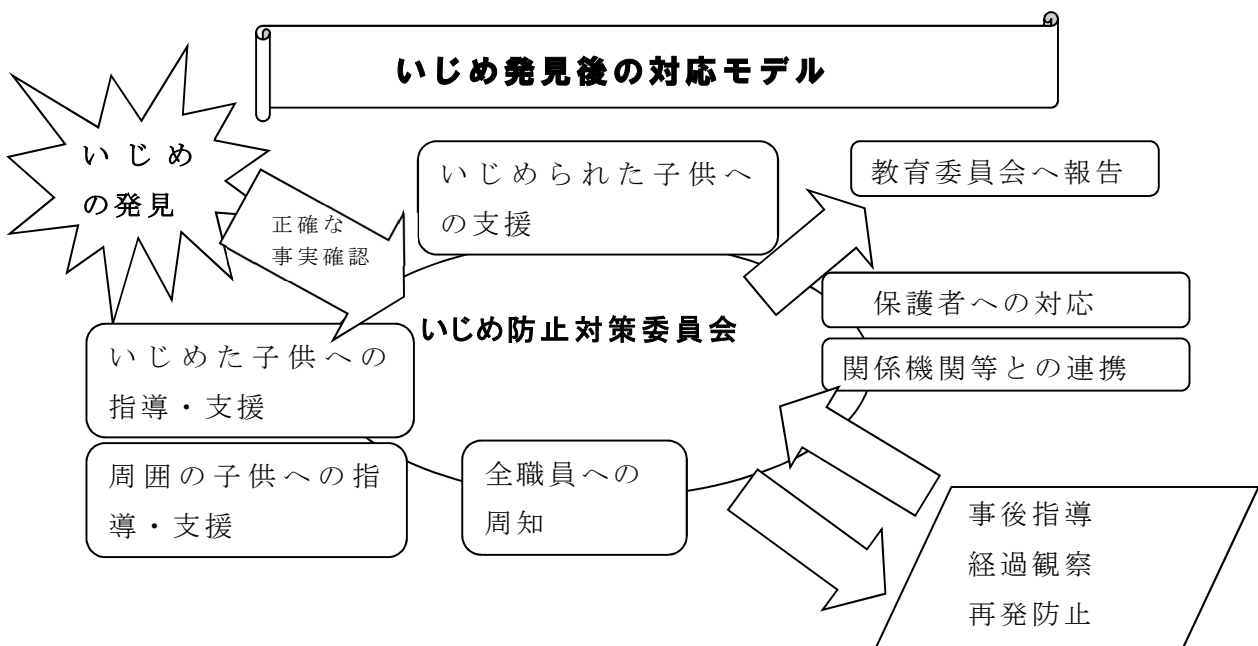 いじめ発見後の対応モデル
いじめ
の発見
正確な
事実確認
いじめられた子供へ
の支援
教育委員会へ報告
保護者への対応
関係機関等との連携
いじめ防止対策委員会
いじめた子供への
指導・支援
周囲の子供への指
導・支援
全職員への
周知
事後指導
経過観察
再発防止